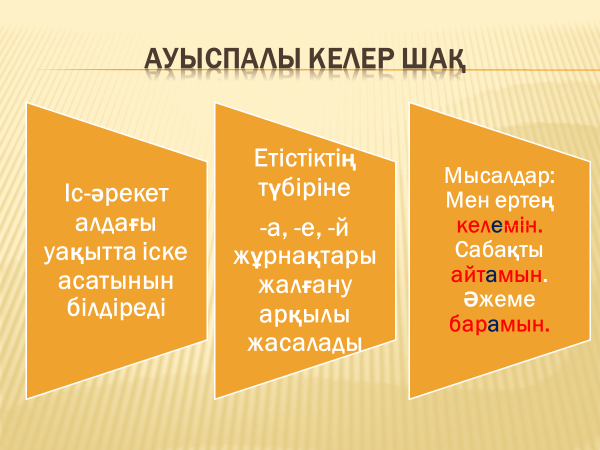 АУЫСПАЛЫ КЕЛЕР ШАҚ
Іс-әрекет
алдағы
уақытта іске
асатынын
білдіреді
Етістіктің
түбіріне
-а, -е, -й
жұрнақтары
жалғану
арқылы
жасалады
Мысалдар:
Мен ертең
келемін.
Сабақты
айтамын.
Әжеме
барамын.